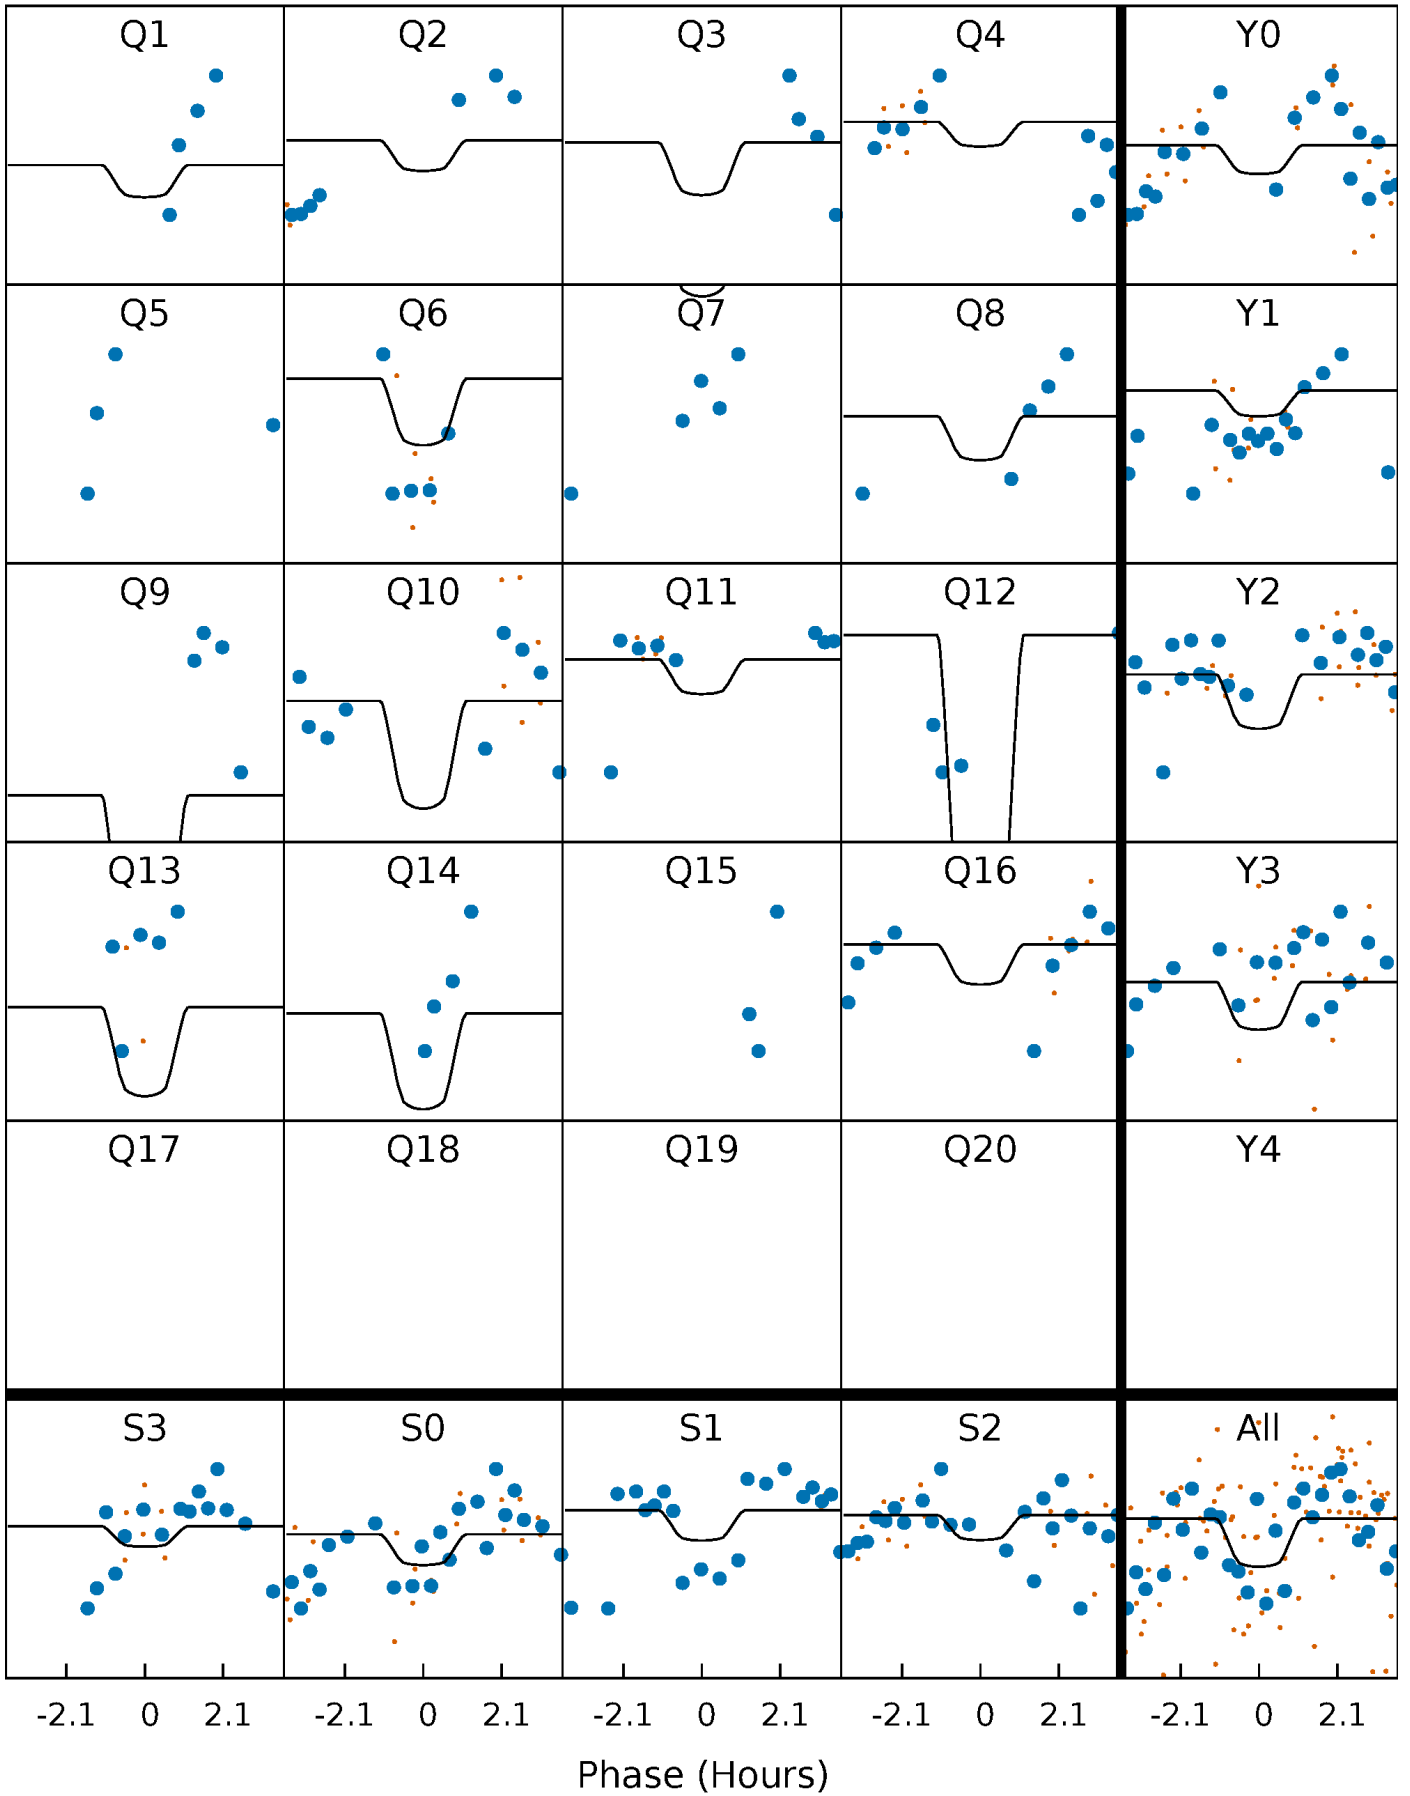 Q1 Q2 Q3 Q4 Y0
Q5 Q6 Q7 Q8 Y1
Q9 Q10 Q11 Q12 Y2
Q13 Q14 Q15 Q16 Y3
Q17 Q18 Q19 Q20 Y4
S3 S0 S1 S2 All
-2.1 0 2.1 -2.1 0 2.1 -2.1 0 2.1 -2.1 0 2.1 -2.1 0 2.1
Phase (Hours)